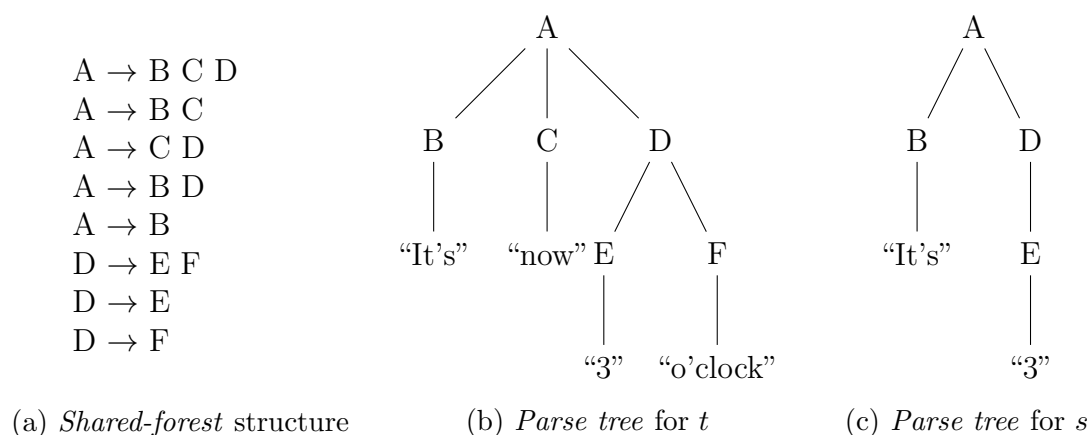 A → B C D
A → B C
A → C D
A → B D
A → B
D → E F
D → E
D → F
(a) Shared-forest structure
A
B C D
“It's” “now” E F
“3” “o'clock”
(b) Parse tree for t
A
B D
“It's” E
“3”
(c) Parse tree for s